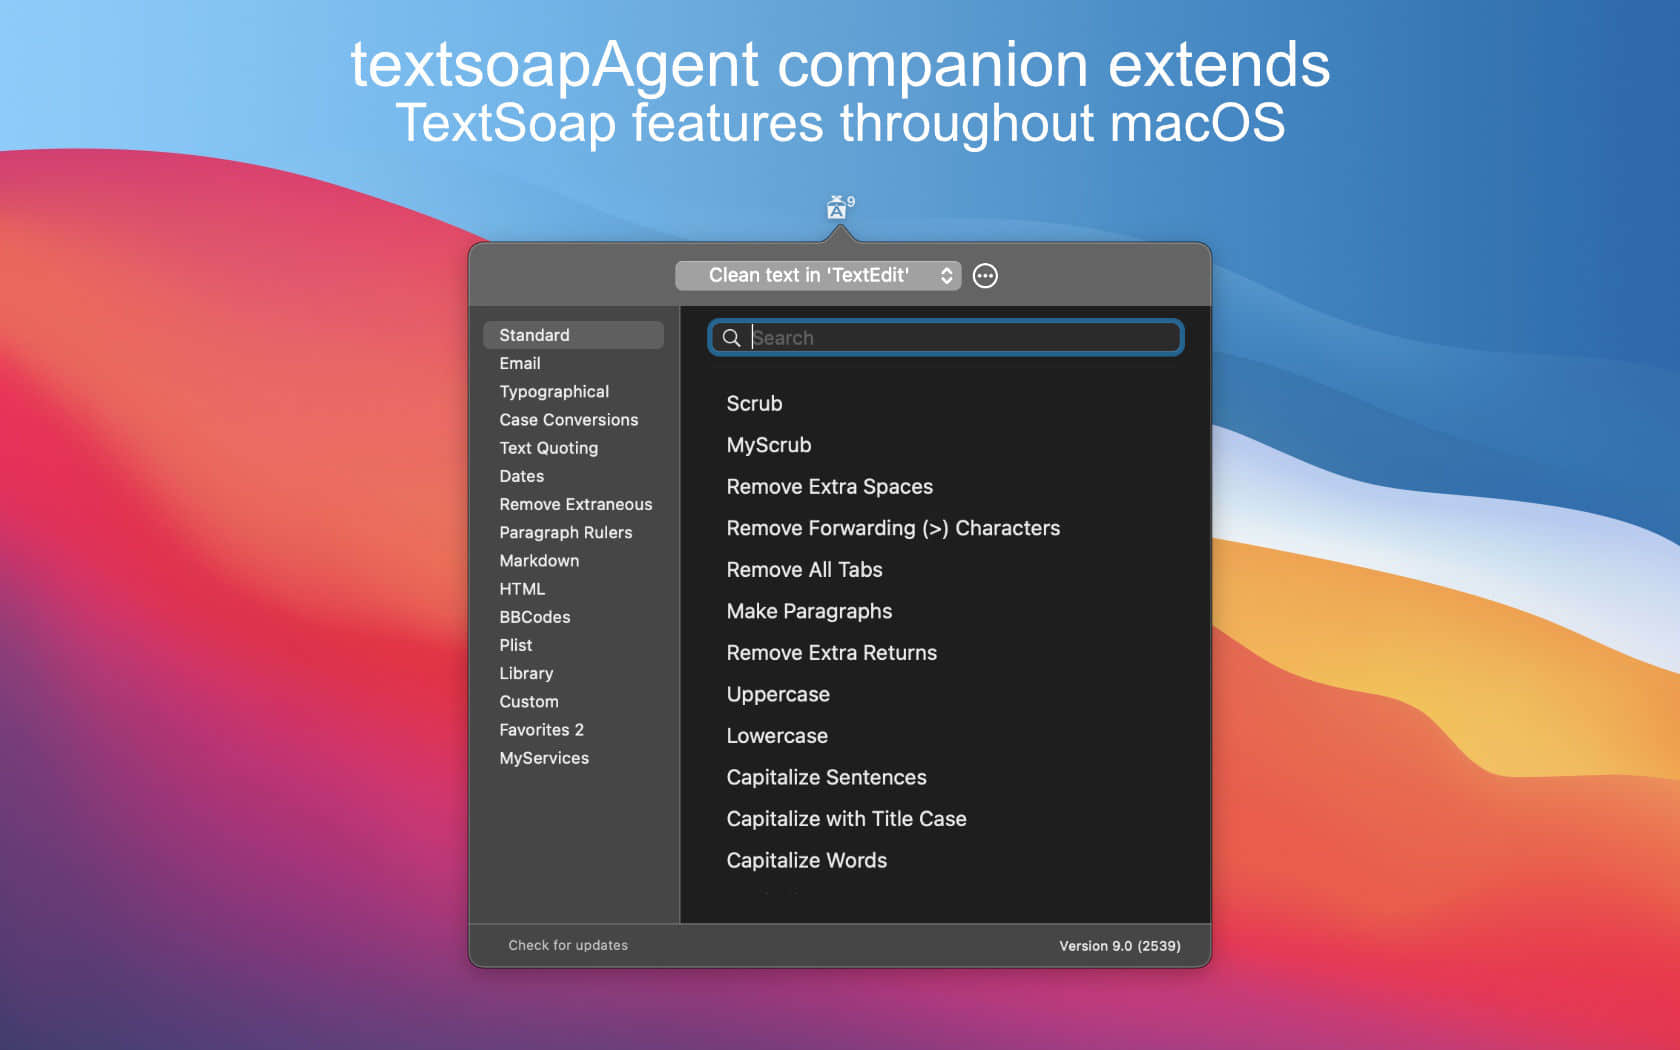 textsoapAgent companion extends
TextSoap features throughout macOS
A 9
Clean text in 'TextEdit'
Standard
Email
Typographical
Case Conversions
Text Quoting
Dates
Remove Extraneous
Paragraph Rulers
Markdown
HTML
BBCodes
Plist
Library
Custom
Favorites 2
MyServices
Search
Scrub
MyScrub
Remove Extra Spaces
Remove Forwarding (>) Characters
Remove All Tabs
Make Paragraphs
Remove Extra Returns
Uppercase
Lowercase
Capitalize Sentences
Capitalize with Title Case
Capitalize Words
Check for updates
Version 9.0 (2539)